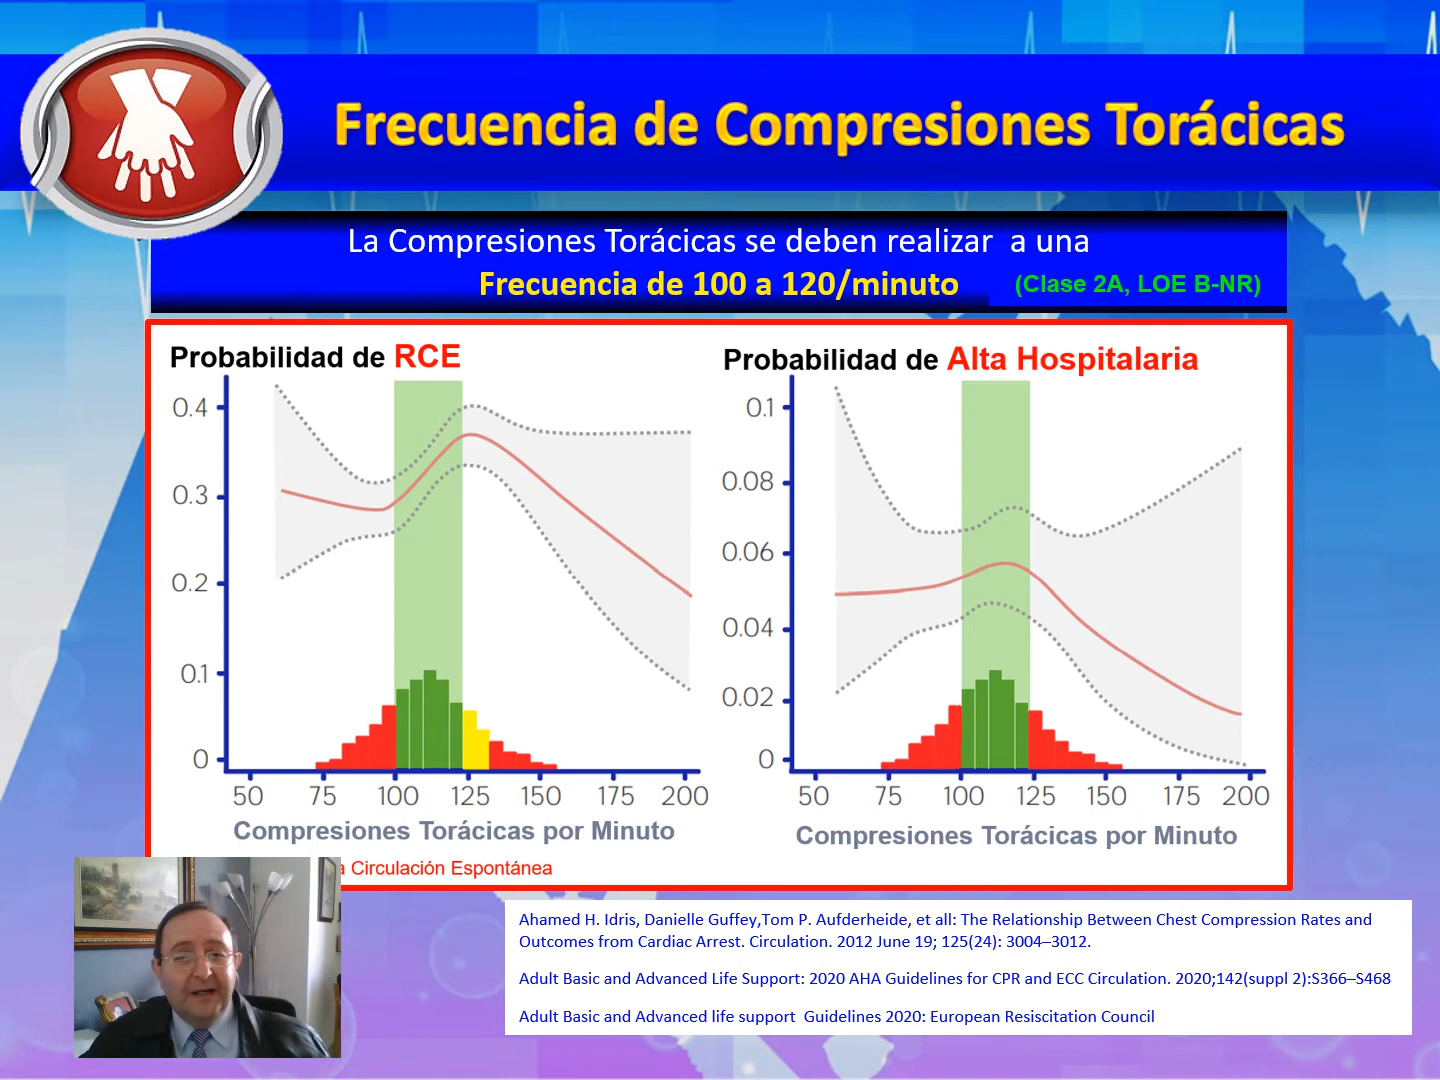 Frecuencia de Compresiones Torácicas
La Compresiones Torácicas se deben realizar a una
Frecuencia de 100 a 120/minuto (Clase 2A, LOE B-NR)
Probabilidad de RCE
0.4
0.3
0.2
0.1
0
50 75 100 125 150 175 200
Compresiones Torácicas por Minuto
a Circulación Espontánea
Probabilidad de Alta Hospitalaria
0.1
0.08
0.06
0.04
0.02
0
50 75 100 125 150 175 200
Compresiones Torácicas por Minuto
Ahamed H. Idris, Danielle Guffey,Tom P. Aufderheide, et all: The Relationship Between Chest Compression Rates and
Outcomes from Cardiac Arrest. Circulation. 2012 June 19; 125(24): 3004–3012.
Adult Basic and Advanced Life Support: 2020 AHA Guidelines for CPR and ECC Circulation. 2020;142(suppl 2):S366–S468
Adult Basic and Advanced life support Guidelines 2020: European Resiscitation Council